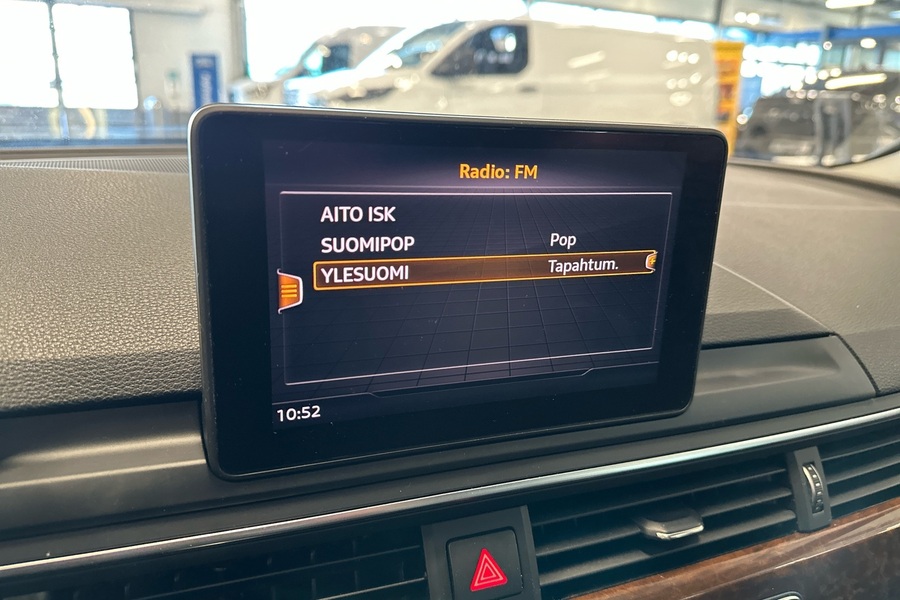 Radio: FM
AITO ISK
SUOMIPOP Pop
YLESUOMI Tapahtum.
10:52